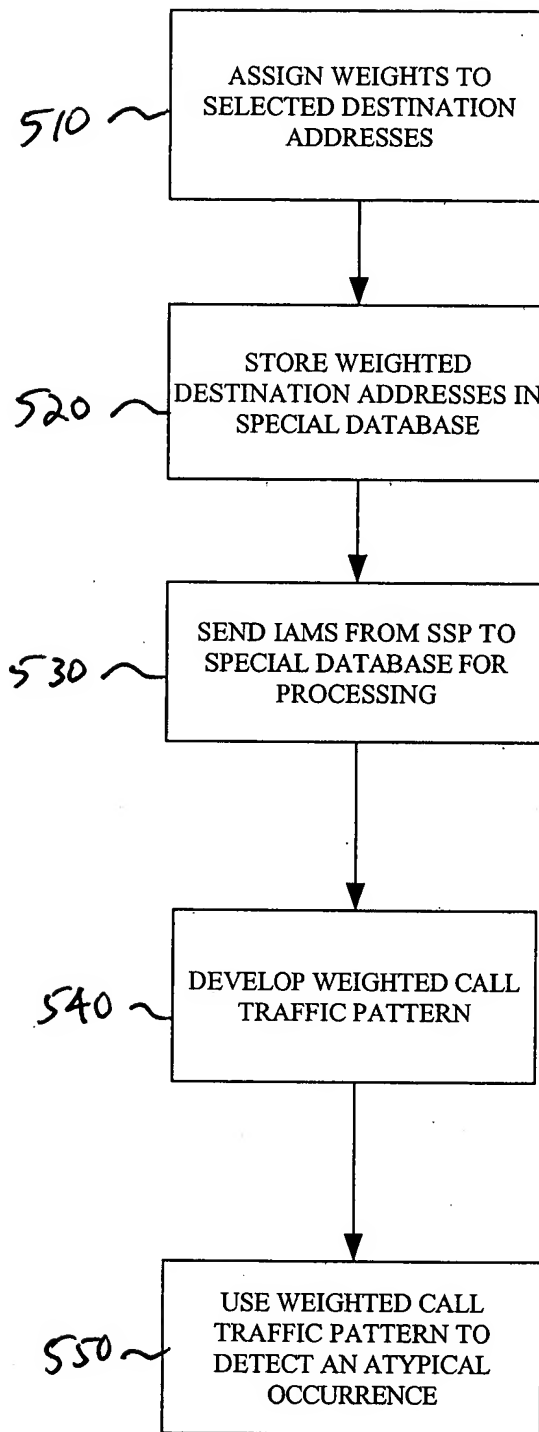 510
ASSIGN WEIGHTS TO
SELECTED DESTINATION
ADDRESSES
520
STORE WEIGHTED
DESTINATION ADDRESSES IN
SPECIAL DATABASE
530
SEND IAMS FROM SSP TO
SPECIAL DATABASE FOR
PROCESSING
540
DEVELOP WEIGHTED CALL
TRAFFIC PATTERN
550
USE WEIGHTED CALL
TRAFFIC PATTERN TO
DETECT AN ATYPICAL
OCCURRENCE